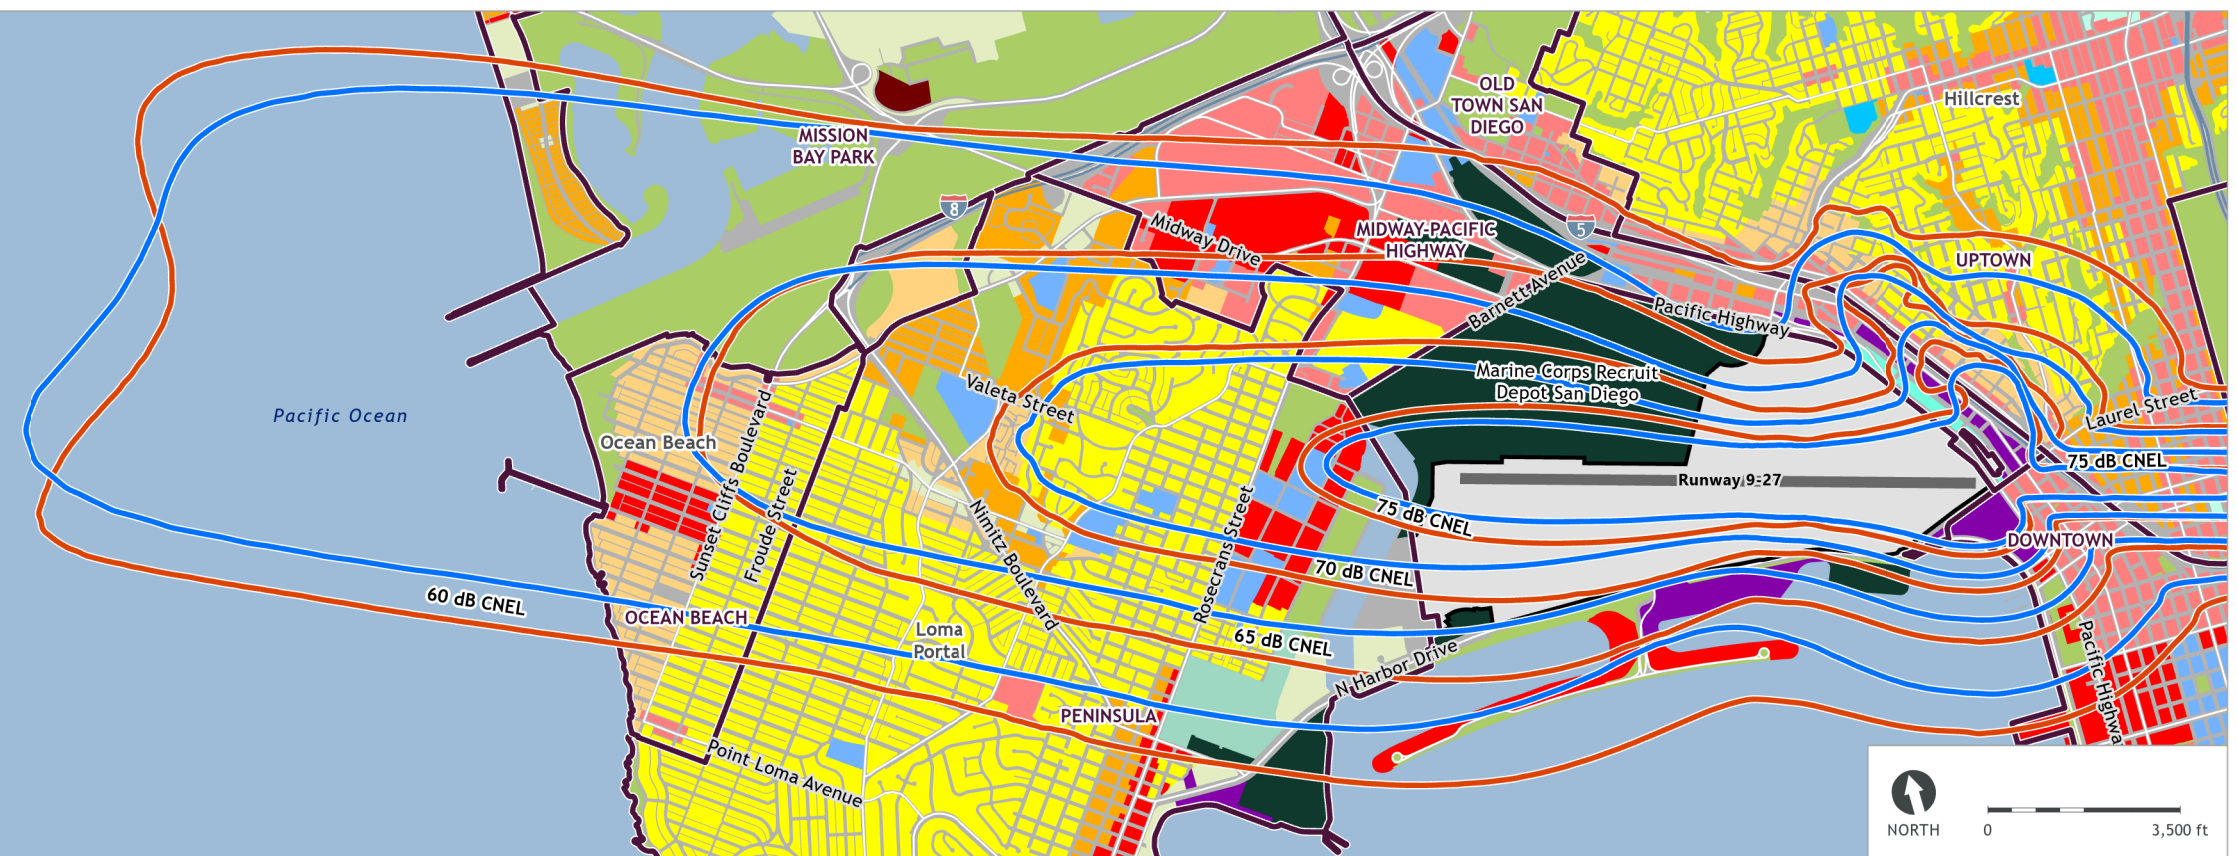 OLD
TOWN SAN
DIEGO
Hillcrest
MISSION
BAY PARK
8
Midway Drive
MIDWAY-PACIFIC
HIGHWAY
5
UPTOWN
Barnett Avenue
Pacific Highway
Marine Corps Recruit
Depot San Diego
Valeta Street
Laurel Street
Pacific Ocean
Ocean Beach
Sunset Cliffs Boulevard
Froude Street
75 dB CNEL
Runway 9-27
75 dB CNEL
Nimitz Boulevard
Rosecrans Street
DOWNTOWN
70 dB CNEL
60 dB CNEL
OCEAN BEACH
Loma
Portal
65 dB CNEL
N Harbor Drive
Pacific Highwa
PENINSULA
Point Loma Avenue
NORTH
0
3,500 ft